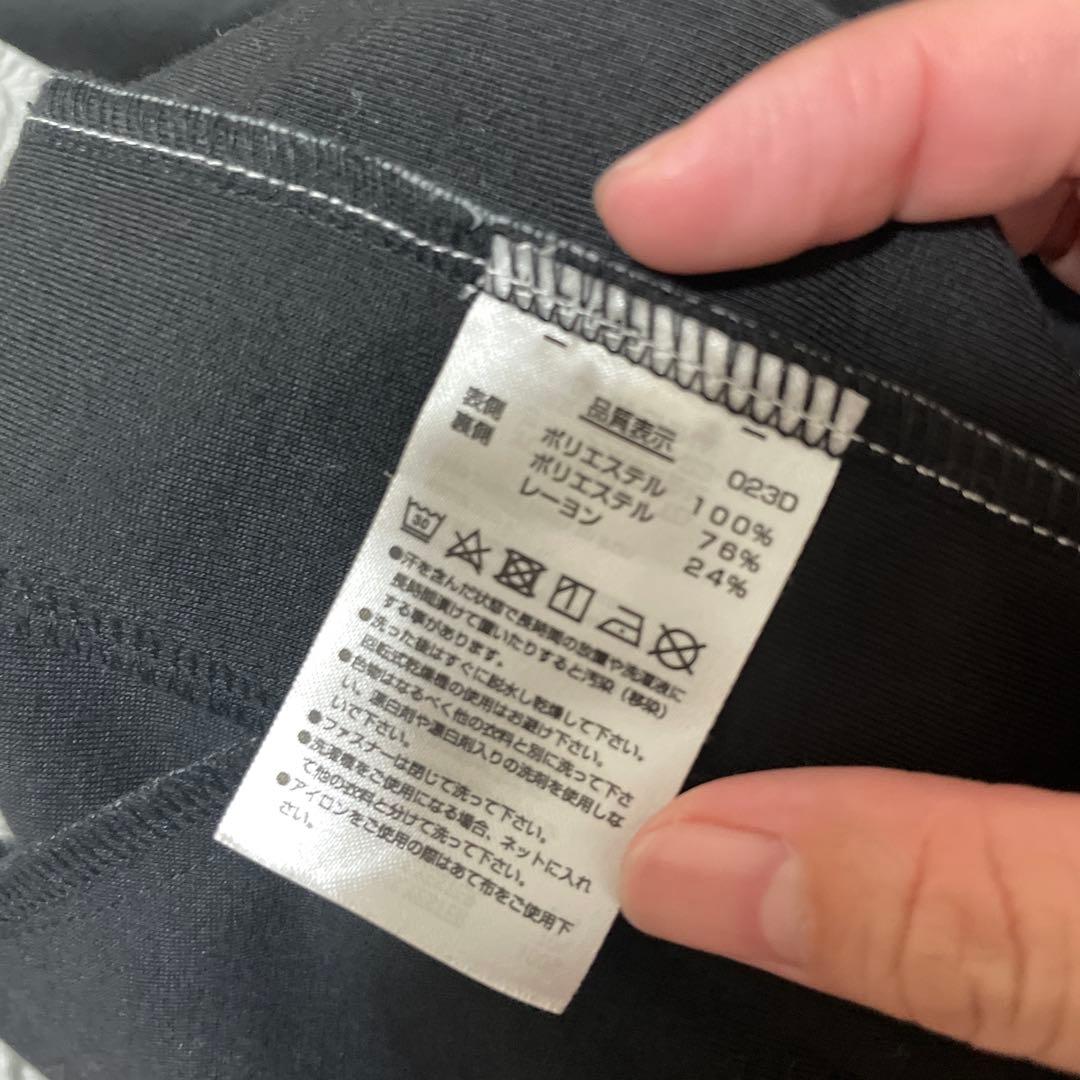 品質表示 023D
表側 ポリエステル 100%
裏側 ポリエステル 76%
レーヨン 24%
30
●汗を含んだ状態で長時間の放置や洗濯液に
長時間漬けて置いたりすると汚染(移染)
する事があります。
●洗った後はすぐに脱水し乾燥して下さい。
回転式乾燥機の使用はお避け下さい。
●色物はなるべく他の衣料と別に洗って下さ
い。漂白剤や漂白剤入りの洗剤を使用しな
いで下さい。
●ファスナーは閉じて洗って下さい。
●洗濯機をご使用になる場合、ネットに入れ
て他の衣料と分けて洗って下さい。
●アイロンをご使用の際はあて布をご使用下
さい。